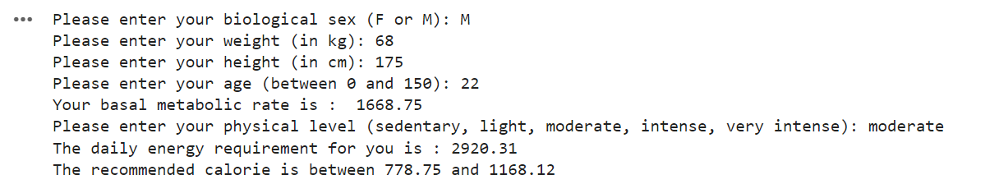 Please enter your biological sex (F or M): M
Please enter your weight (in kg): 68
Please enter your height (in cm): 175
Please enter your age (between 0 and 150): 22
Your basal metabolic rate is :  1668.75
Please enter your physical level (sedentary, light, moderate, intense, very intense): moderate
The daily energy requirement for you is : 2920.31
The recommended calorie is between 778.75 and 1168.12